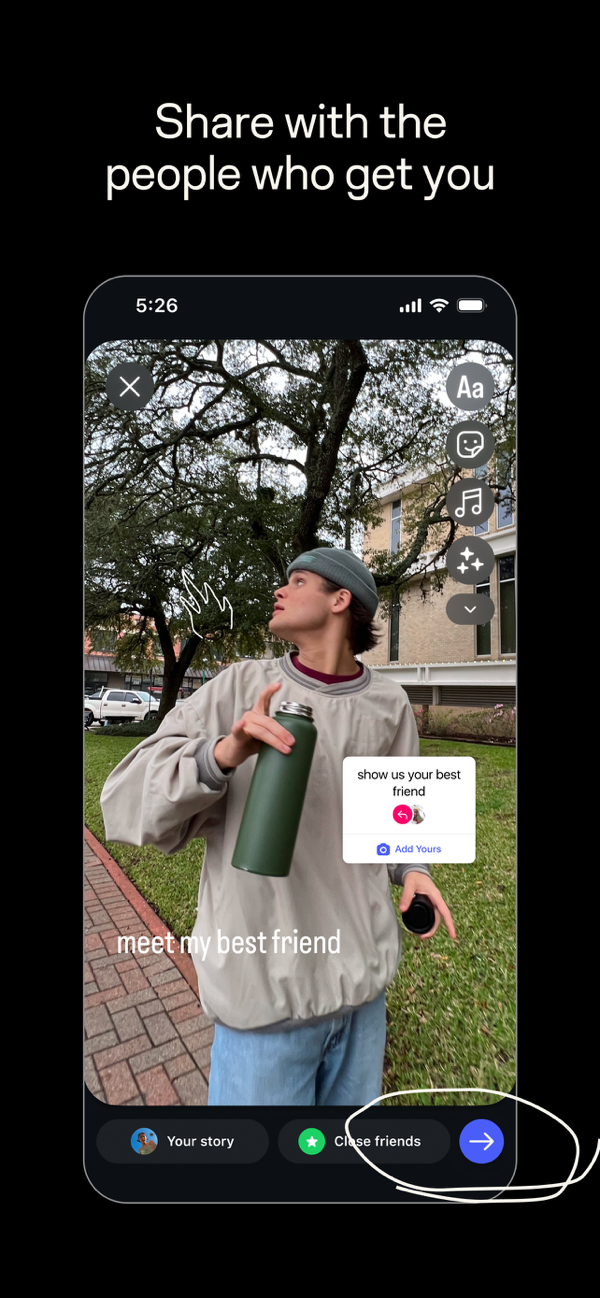 Share with the
people who get you
5:26
Aa
show us your best
friend
Add Yours
meet my best friend
Your story
Close friends